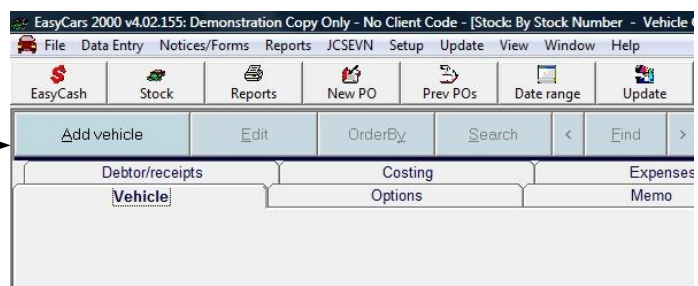 EasyCars 2000 v4.02.155: Demonstration Copy Only - No Client Code - [Stock: By Stock Number - Vehicle
File Data Entry Notices/Forms Reports JCSEVN Setup Update View Window Help
EasyCash Stock Reports New PO Prev POs Date range Update
Add vehicle Edit OrderBy Search < Find >
Debtor/receipts Costing Expenses
Vehicle Options Memo